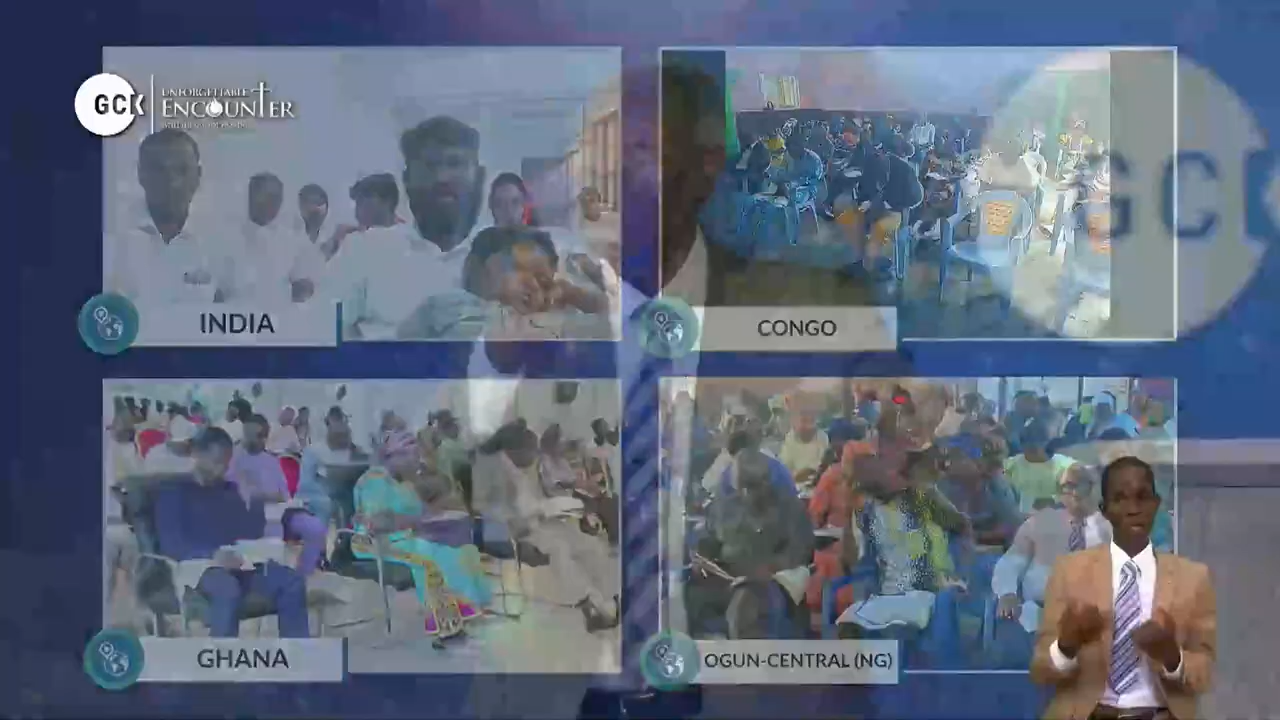 GCK
UNFORGETTABLE
ENCOUNTER
GCK
INDIA
CONGO
GHANA
OGUN-CENTRAL (NG)